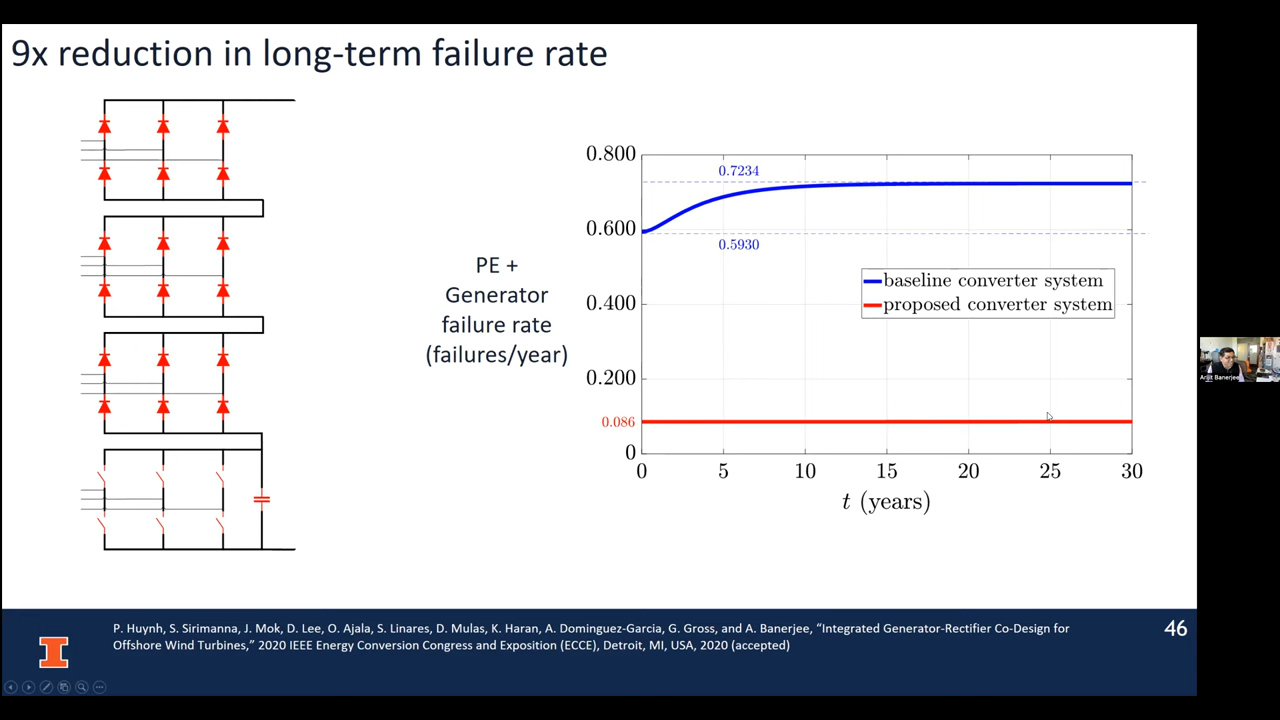 9x reduction in long-term failure rate
PE +
Generator
failure rate
(failures/year)
0.800
0.600
0.400
0.200
0
0.086
0.7234
0.5930
baseline converter system
proposed converter system
0 5 10 15 20 25 30
t (years)
Arijit Banerjee
P. Huynh, S. Sirimanna, J. Mok, D. Lee, O. Ajala, S. Linares, D. Mulas, K. Haran, A. Dominguez-Garcia, G. Gross, and A. Banerjee, “Integrated Generator-Rectifier Co-Design for
Offshore Wind Turbines,” 2020 IEEE Energy Conversion Congress and Exposition (ECCE), Detroit, MI, USA, 2020 (accepted)
46
I